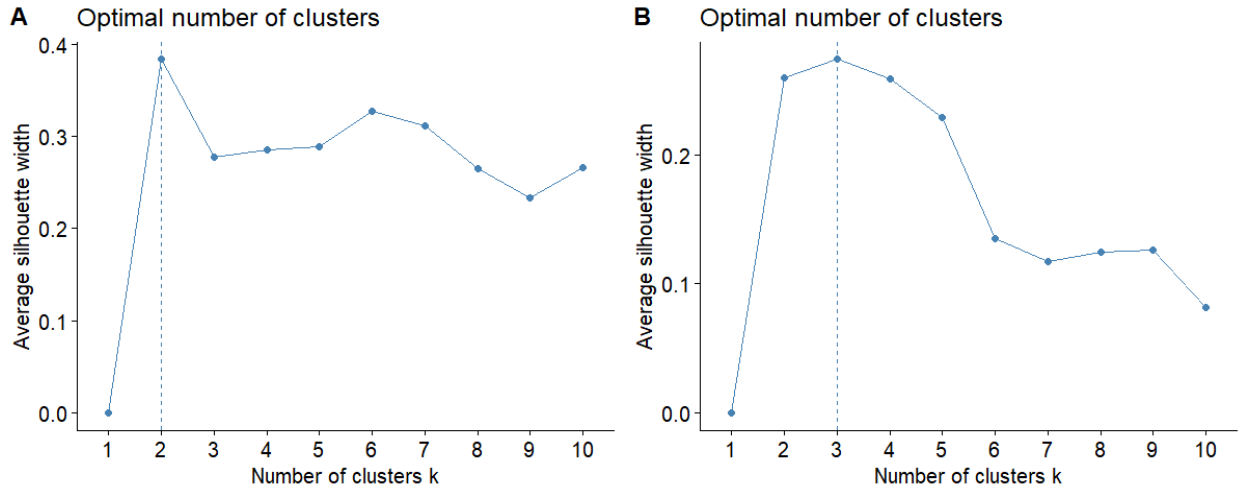 A
Optimal number of clusters
Average silhouette width
0.4
0.3
0.2
0.1
0.0
1 2 3 4 5 6 7 8 9 10
Number of clusters k
B
Optimal number of clusters
Average silhouette width
0.2
0.1
0.0
1 2 3 4 5 6 7 8 9 10
Number of clusters k